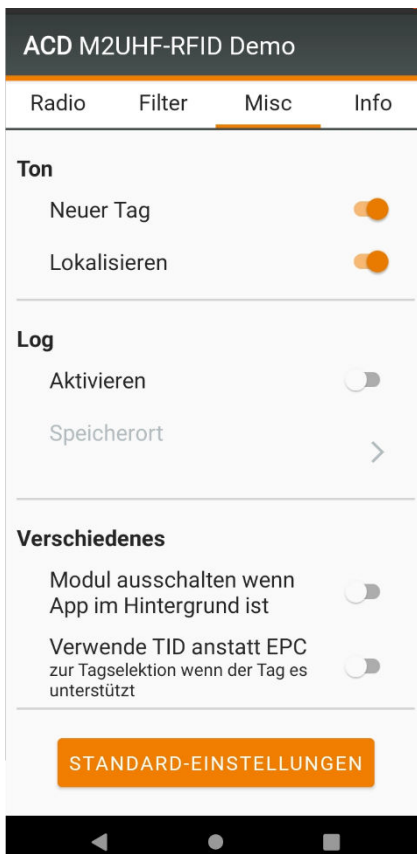 ACD M2UHF-RFID Demo
Radio Filter Misc Info
Ton
Neuer Tag
Lokalisieren
Log
Aktivieren
Speicherort
Verschiedenes
Modul ausschalten wenn
App im Hintergrund ist
Verwende TID anstatt EPC
zur Tagselektion wenn der Tag es
unterstützt
STANDARD-EINSTELLUNGEN